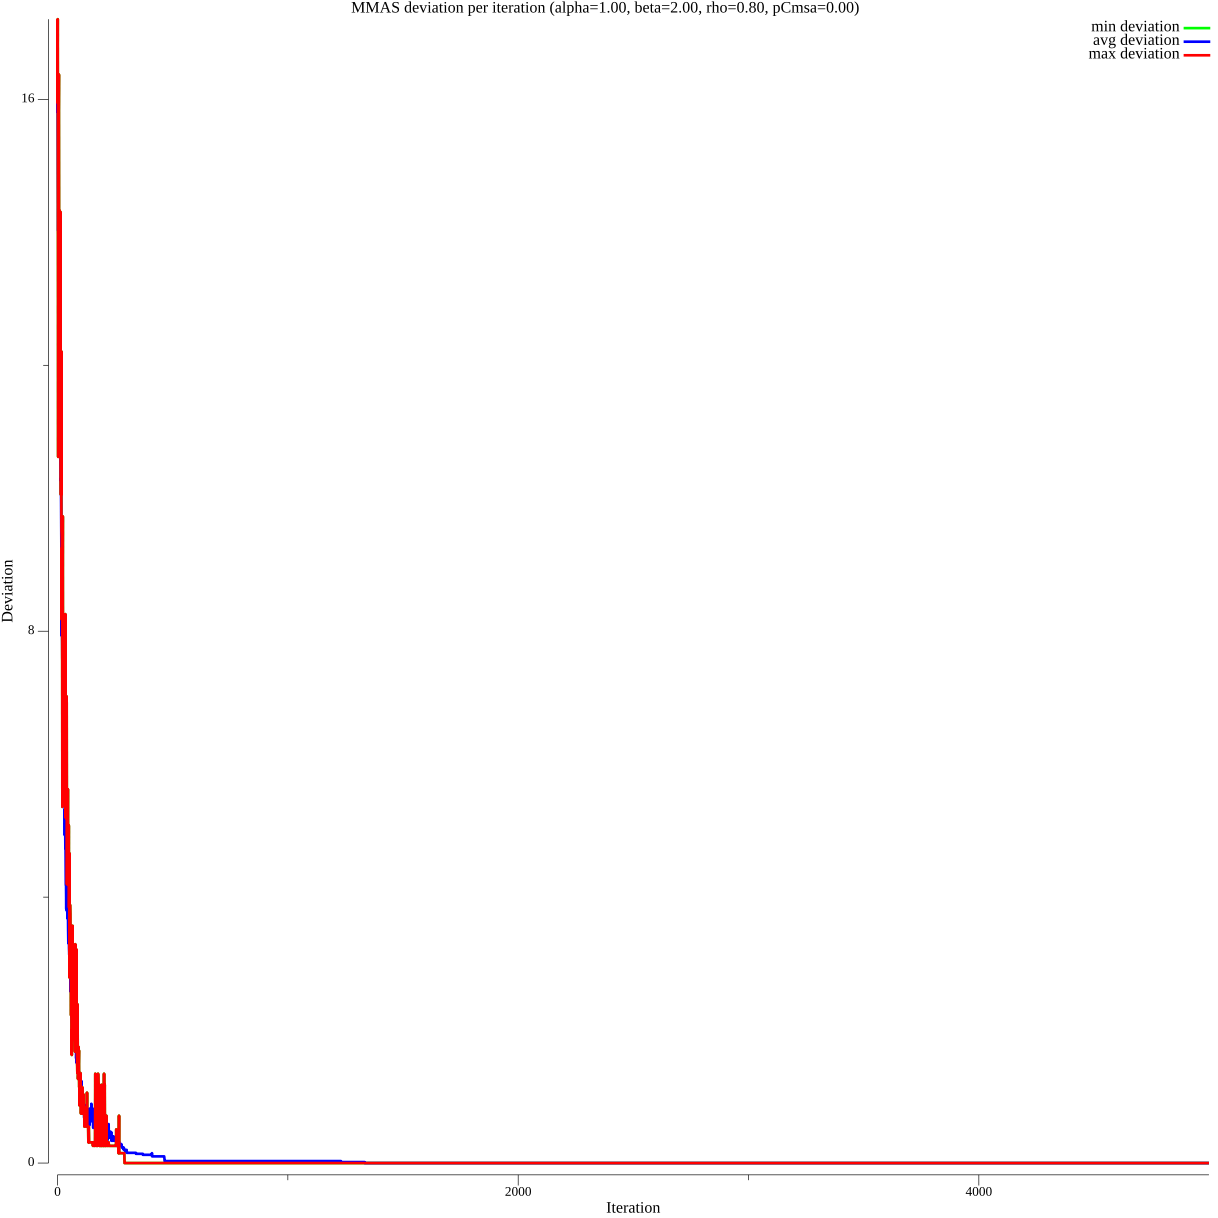 MMAS deviation per iteration (alpha=1.00, beta=2.00, rho=0.80, pCmsa=0.00)
min deviation
avg deviation
max deviation
16
8
0
Deviation
0
2000
4000
Iteration